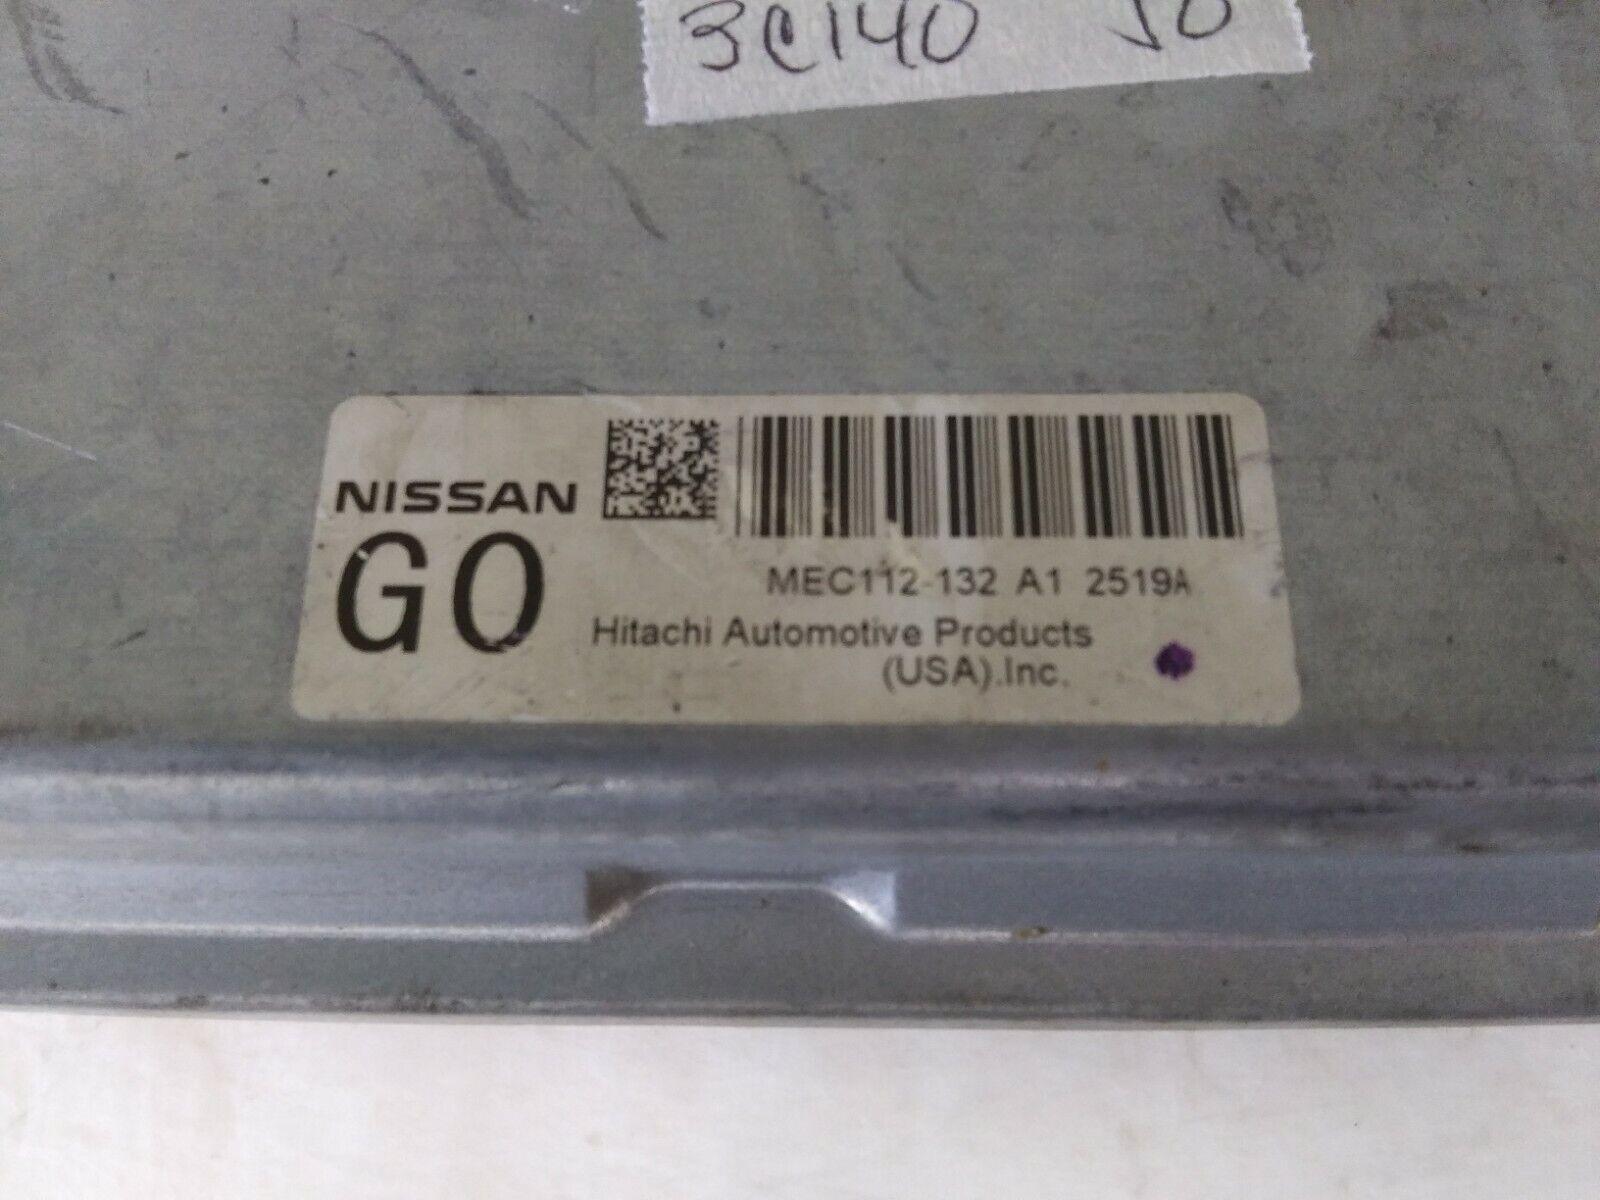 3C140 JO
NISSAN
GO
MEC112-132 A1 2519A
Hitachi Automotive Products
(USA).Inc.